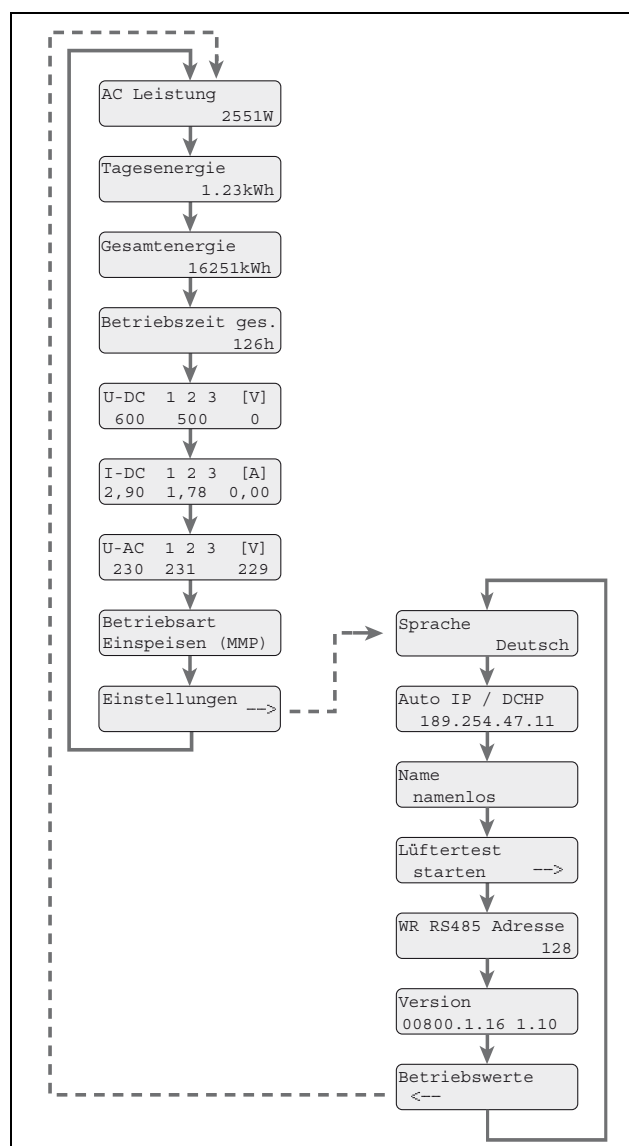 AC Leistung
2551W
Tagesenergie
1.23kWh
Gesamtenergie
16251kWh
Betriebszeit ges.
126h
U-DC 1 2 3 [V]
600 500 0
I-DC 1 2 3 [A]
2,90 1,78 0,00
U-AC 1 2 3 [V]
230 231 229
Betriebsart
Einspeisen (MMP)
Einstellungen -->
Sprache
Deutsch
Auto IP / DCHP
189.254.47.11
Name
namenlos
Lüftertest
starten -->
WR RS485 Adresse
128
Version
00800.1.16 1.10
Betriebswerte
<--